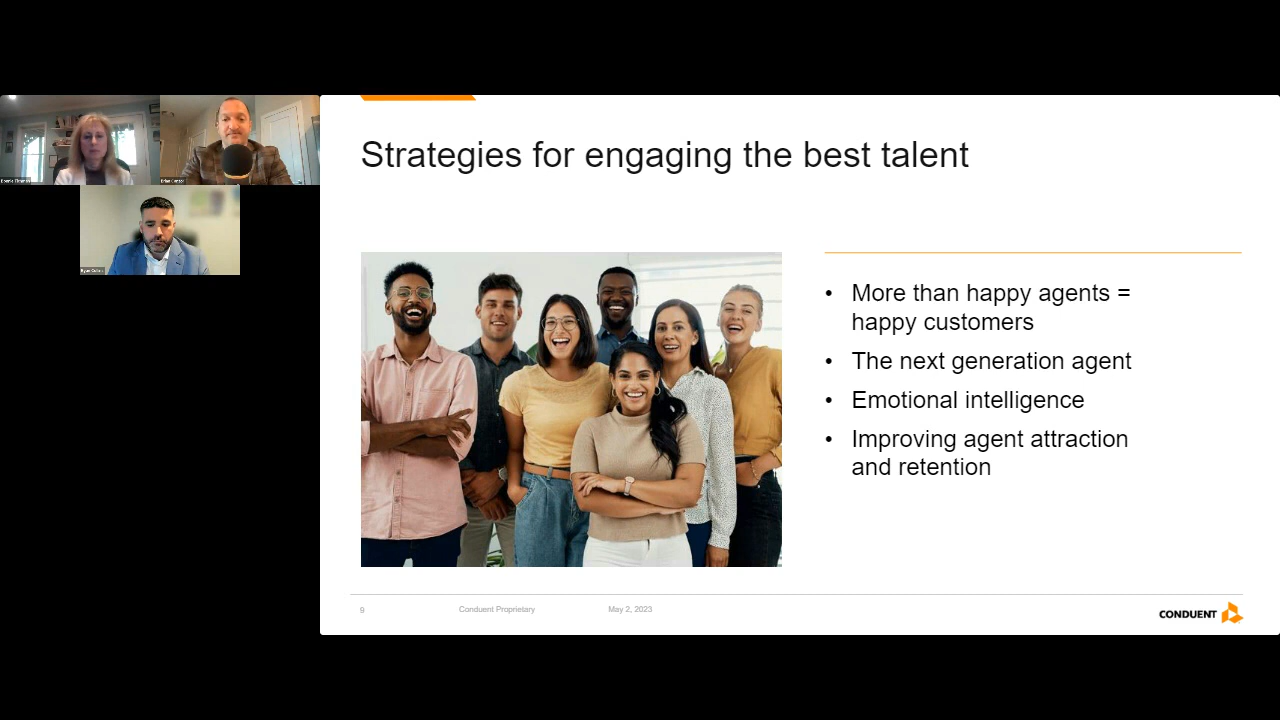 Strategies for engaging the best talent
• More than happy agents =
happy customers
• The next generation agent
• Emotional intelligence
• Improving agent attraction
and retention
9
Conduent Proprietary
May 2, 2023
CONDUENT